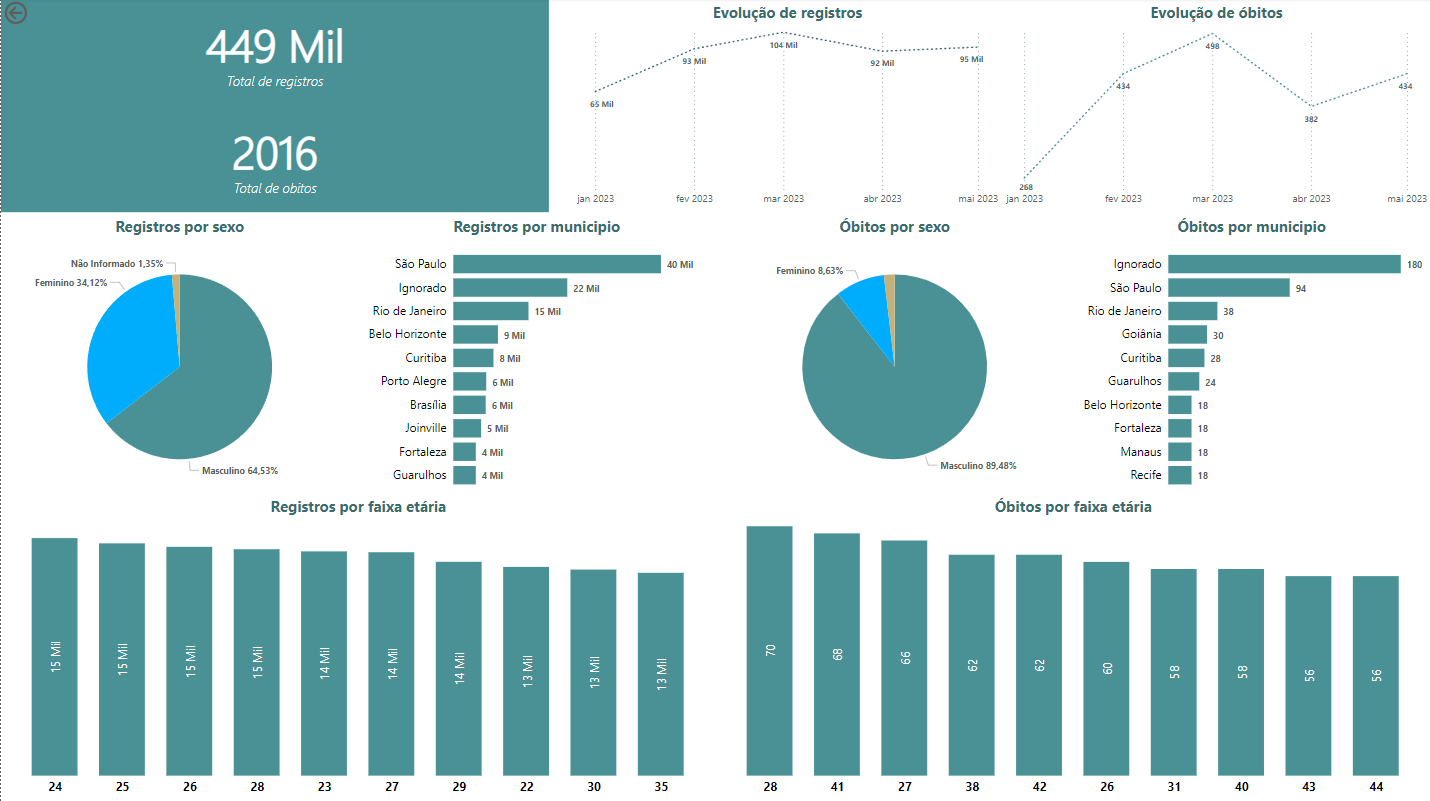 449 Mil
Total de registros
2016
Total de obitos
Evolução de registros
65 Mil
93 Mil
104 Mil
92 Mil
95 Mil
jan 2023
fev 2023
mar 2023
abr 2023
mai 2023
Evolução de óbitos
268
434
498
382
434
jan 2023
fev 2023
mar 2023
abr 2023
mai 2023
Registros por sexo
Não Informado 1,35%
Feminino 34,12%
Masculino 64,53%
Registros por municipio
São Paulo 40 Mil
Ignorado 22 Mil
Rio de Janeiro 15 Mil
Belo Horizonte 9 Mil
Curitiba 8 Mil
Porto Alegre 6 Mil
Brasília 6 Mil
Joinville 5 Mil
Fortaleza 4 Mil
Guarulhos 4 Mil
Óbitos por sexo
Feminino 8,63%
Masculino 89,48%
Óbitos por municipio
Ignorado 180
São Paulo 94
Rio de Janeiro 38
Goiânia 30
Curitiba 28
Guarulhos 24
Belo Horizonte 18
Fortaleza 18
Manaus 18
Recife 18
Registros por faixa etária
15 Mil
15 Mil
15 Mil
15 Mil
14 Mil
14 Mil
14 Mil
13 Mil
13 Mil
13 Mil
24 25 26 28 23 27 29 22 30 35
Óbitos por faixa etária
70
68
66
62
62
60
58
58
56
56
28 41 27 38 42 26 31 40 43 44